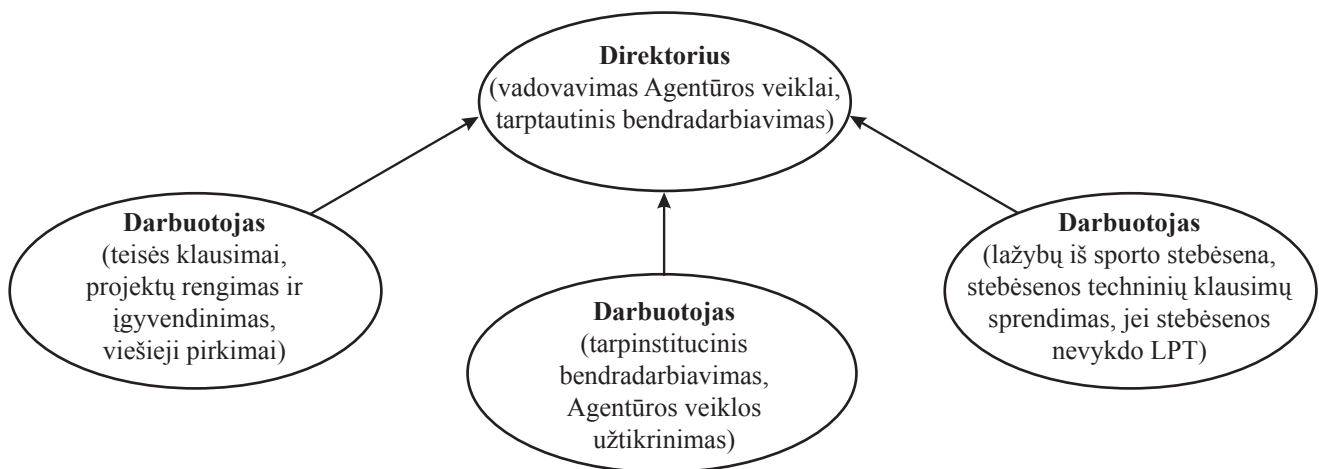 Direktorius
(vadovavimas Agentūros veiklai,
tarptautinis bendradarbiavimas)
Darbuotojas
(teisės klausimai,
projektų rengimas ir
įgyvendinimas,
viešieji pirkimai)
Darbuotojas
(tarpinstitucinis
bendradarbiavimas,
Agentūros veiklos
užtikrinimas)
Darbuotojas
(lažybų iš sporto stebėsena,
stebėsenos techninių klausimų
sprendimas, jei stebėsenos
nevykdo LPT)